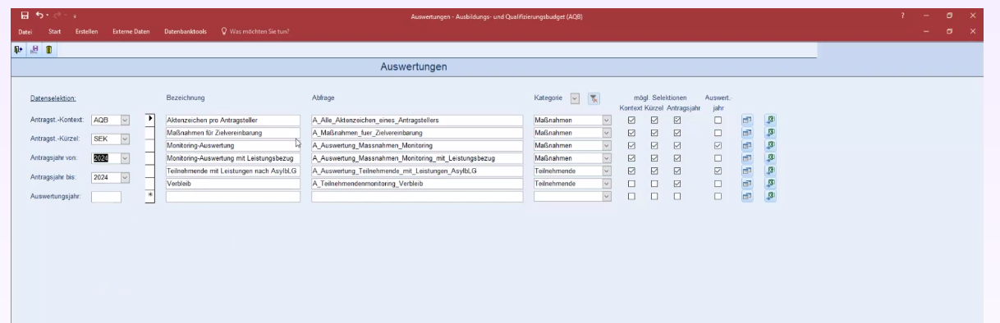 Auswertungen - Ausbildungs- und Qualifizierungsbudget (AQB)
?
Datei Start Erstellen Externe Daten Datenbanktools Was möchten Sie tun?
Auswertungen
Datenselektion: Bezeichnung Abfrage Kategorie mögl. Selektionen Auswert.-
Kontext Kürzel Antragsjahr jahr
Antragst.-Kontext: AQB Aktenzeichen pro Antragsteller A_Alle_Aktenzeichen_eines_Antragstellers Maßnahmen
Maßnahmen für Zielvereinbarung A_Maßnahmen_fuer_Zielvereinbarung Maßnahmen
Antragst.-Kürzel: SEK Monitoring-Auswertung A_Auswertung_Massnahmen_Monitoring Maßnahmen
Antragsjahr von: 2024 Monitoring-Auswertung mit Leistungsbezug A_Auswertung_Massnahmen_Monitoring_mit_Leistungsbezug Maßnahmen
Antragsjahr bis: 2024 Teilnehmende mit Leistungen nach AsylbLG A_Auswertung_Teilnehmende_mit_Leistungen_AsylbLG Teilnehmende
Verbleib A_Teilnehmendenmonitoring_Verbleib Teilnehmende
Auswertungsjahr: *